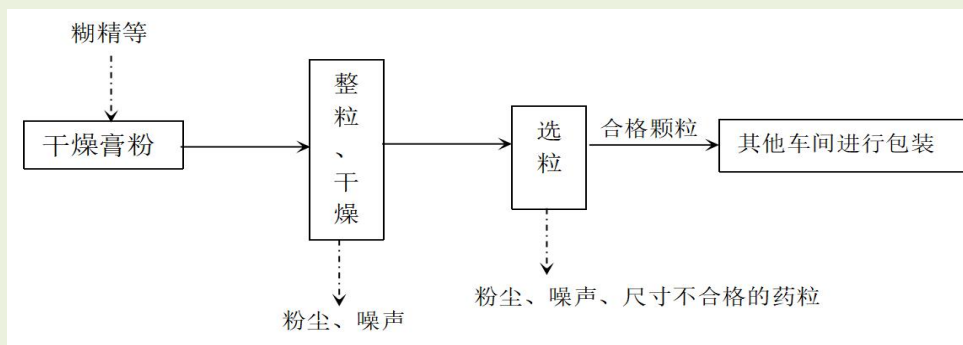 糊精等
干燥膏粉
整粒、干燥
选粒
合格颗粒
其他车间进行包装
粉尘、噪声
粉尘、噪声、尺寸不合格的药粒